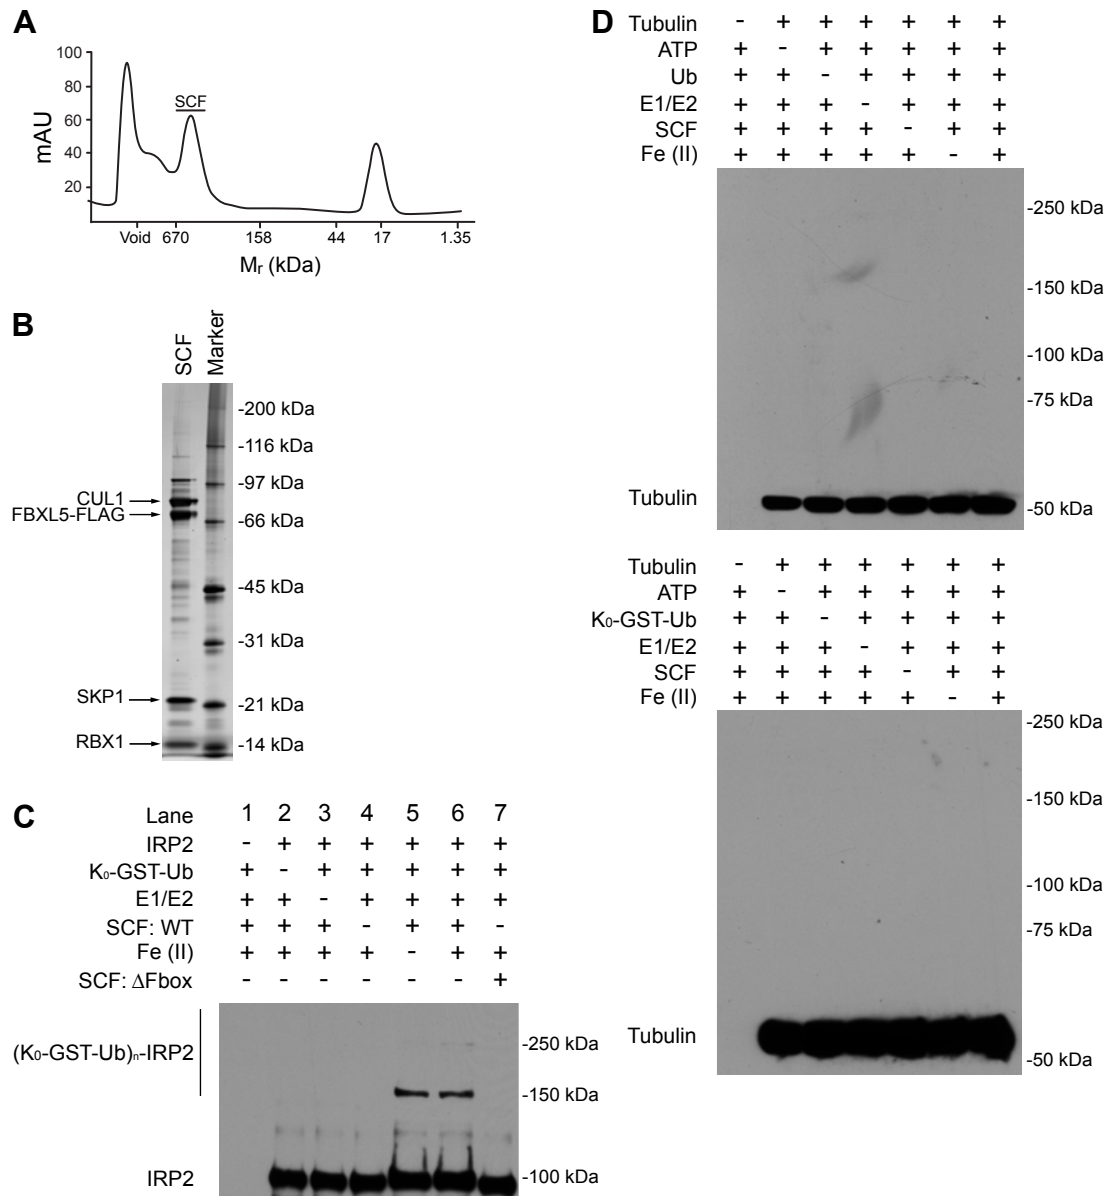 A
100
80
60
40
20
mAU
SCF
Void 670 158 44 17 1.35
Mr (kDa)
B
SCF Marker
-200 kDa
-116 kDa
-97 kDa
-66 kDa
-45 kDa
-31 kDa
-21 kDa
-14 kDa
CUL1
FBXL5-FLAG
SKP1
RBX1
C
Lane 1 2 3 4 5 6 7
IRP2 - + + + + + +
K0-GST-Ub + - + + + + +
E1/E2 + + - + + + +
SCF: WT + + + - + + -
Fe (II) + + + + - + +
SCF: ΔFbox - - - - - - +
(K0-GST-Ub)n-IRP2
-250 kDa
-150 kDa
IRP2
-100 kDa
D
Tubulin - + + + + + +
ATP + - + + + + +
Ub + + - + + + +
E1/E2 + + + - + + +
SCF + + + + - + +
Fe (II) + + + + + - +
-250 kDa
-150 kDa
-100 kDa
-75 kDa
Tubulin
-50 kDa
Tubulin - + + + + + +
ATP + - + + + + +
K0-GST-Ub + + - + + + +
E1/E2 + + + - + + +
SCF + + + + - + +
Fe (II) + + + + + - +
-250 kDa
-150 kDa
-100 kDa
-75 kDa
Tubulin
-50 kDa